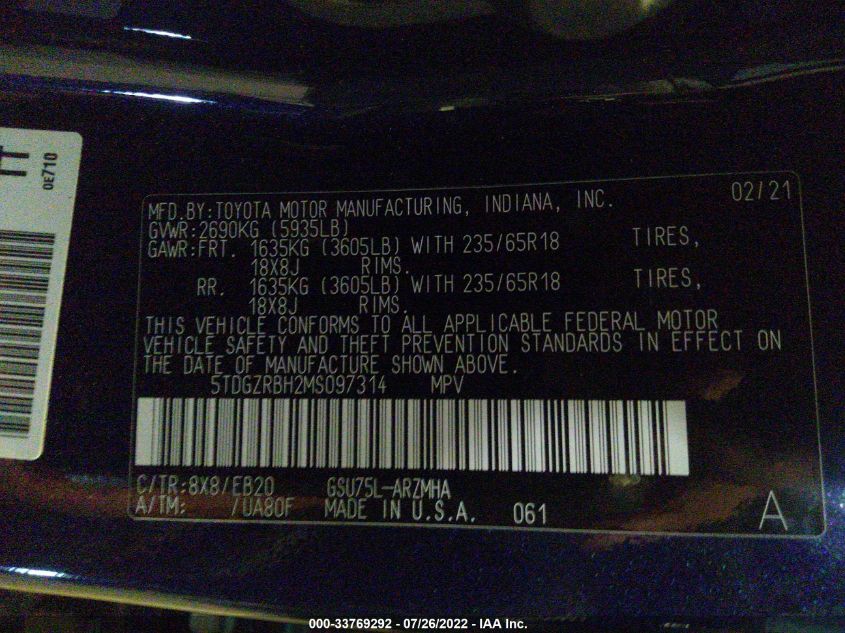 TT
0E710
MFD.BY:TOYOTA MOTOR MANUFACTURING, INDIANA, INC. 02/21
GVWR:2690KG (5935LB)
GAWR:FRT. 1635KG (3605LB) WITH 235/65R18 TIRES,
18X8J RIMS.
RR. 1635KG (3605LB) WITH 235/65R18 TIRES,
18X8J RIMS.
THIS VEHICLE CONFORMS TO ALL APPLICABLE FEDERAL MOTOR
VEHICLE SAFETY AND THEFT PREVENTION STANDARDS IN EFFECT ON
THE DATE OF MANUFACTURE SHOWN ABOVE.
5TDGZRBH2MS097314 MPV
C/TR:8X8/EB20 GSU75L-ARZMHA
A/TM: /UA80F MADE IN U.S.A. 061 A
000-33769292 - 07/26/2022 - IAA Inc.